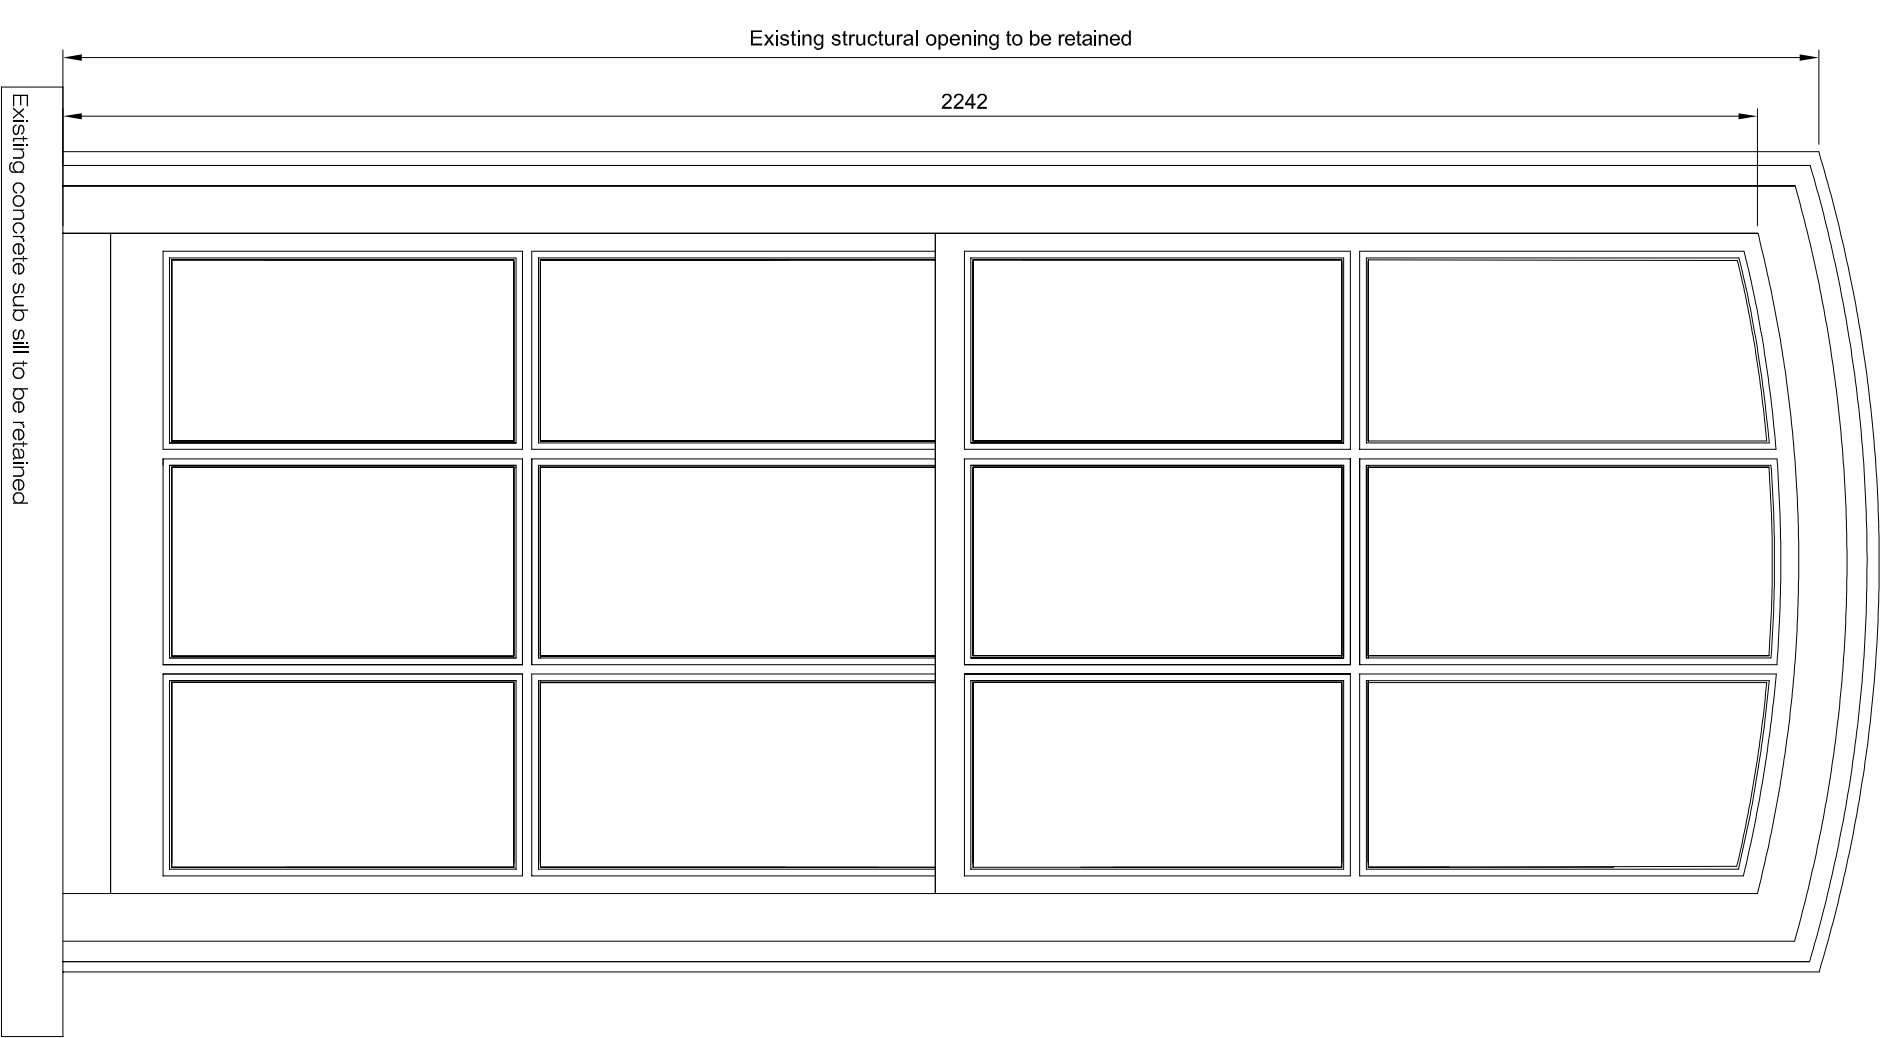 Existing structural opening to be retained
2242
Existing concrete sub sill to be retained